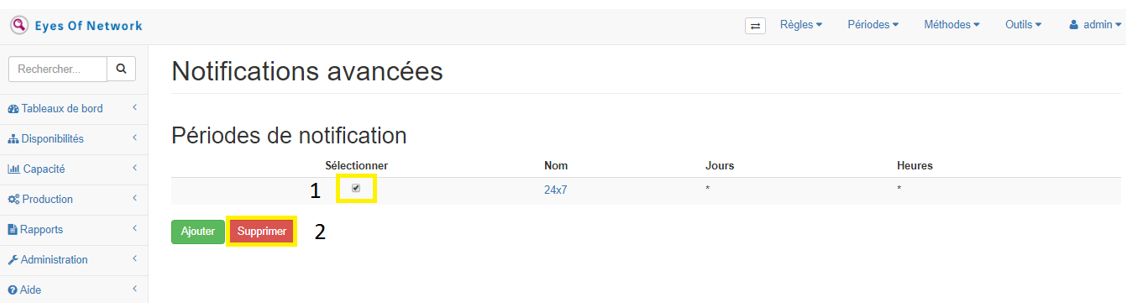 Eyes Of Network
Règles Périodes Méthodes Outils admin
Rechercher...
Notifications avancées
Tableaux de bord
Disponibilités
Capacité
Production
Rapports
Administration
Aide
Périodes de notification
Sélectionner Nom Jours Heures
1 24x7 * *
Ajouter Supprimer 2